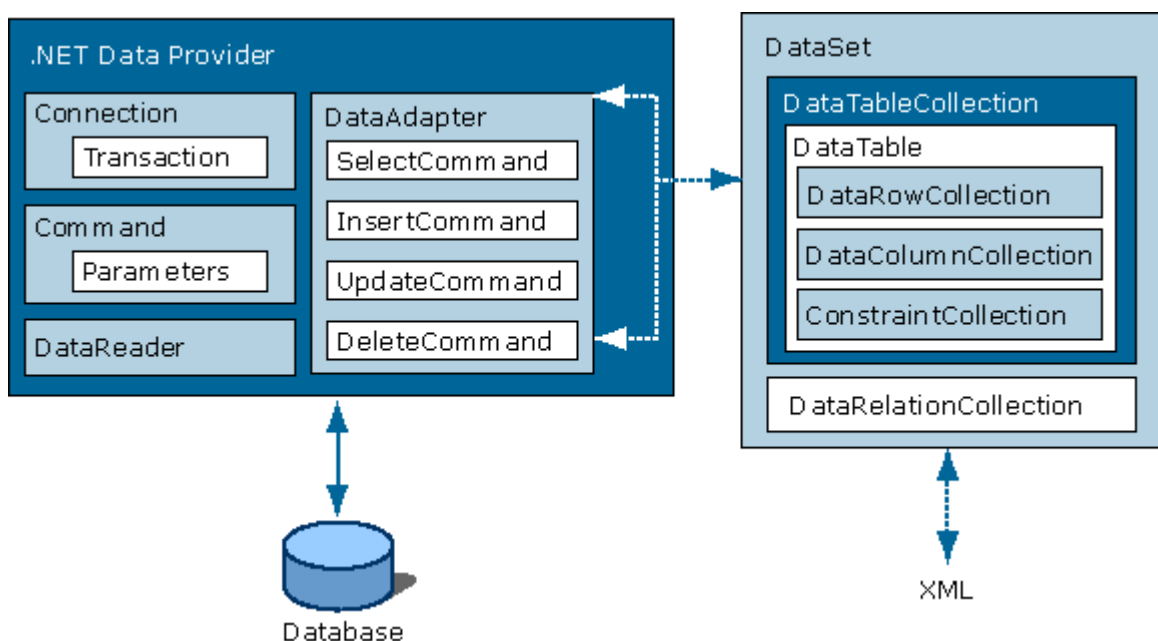 .NET Data Provider
Connection
Transaction
Command
Parameters
DataReader
DataAdapter
SelectCommand
InsertCommand
UpdateCommand
DeleteCommand
Database
DataSet
DataTableCollection
DataTable
DataRowCollection
DataColumnCollection
ConstraintCollection
DataRelationCollection
XML